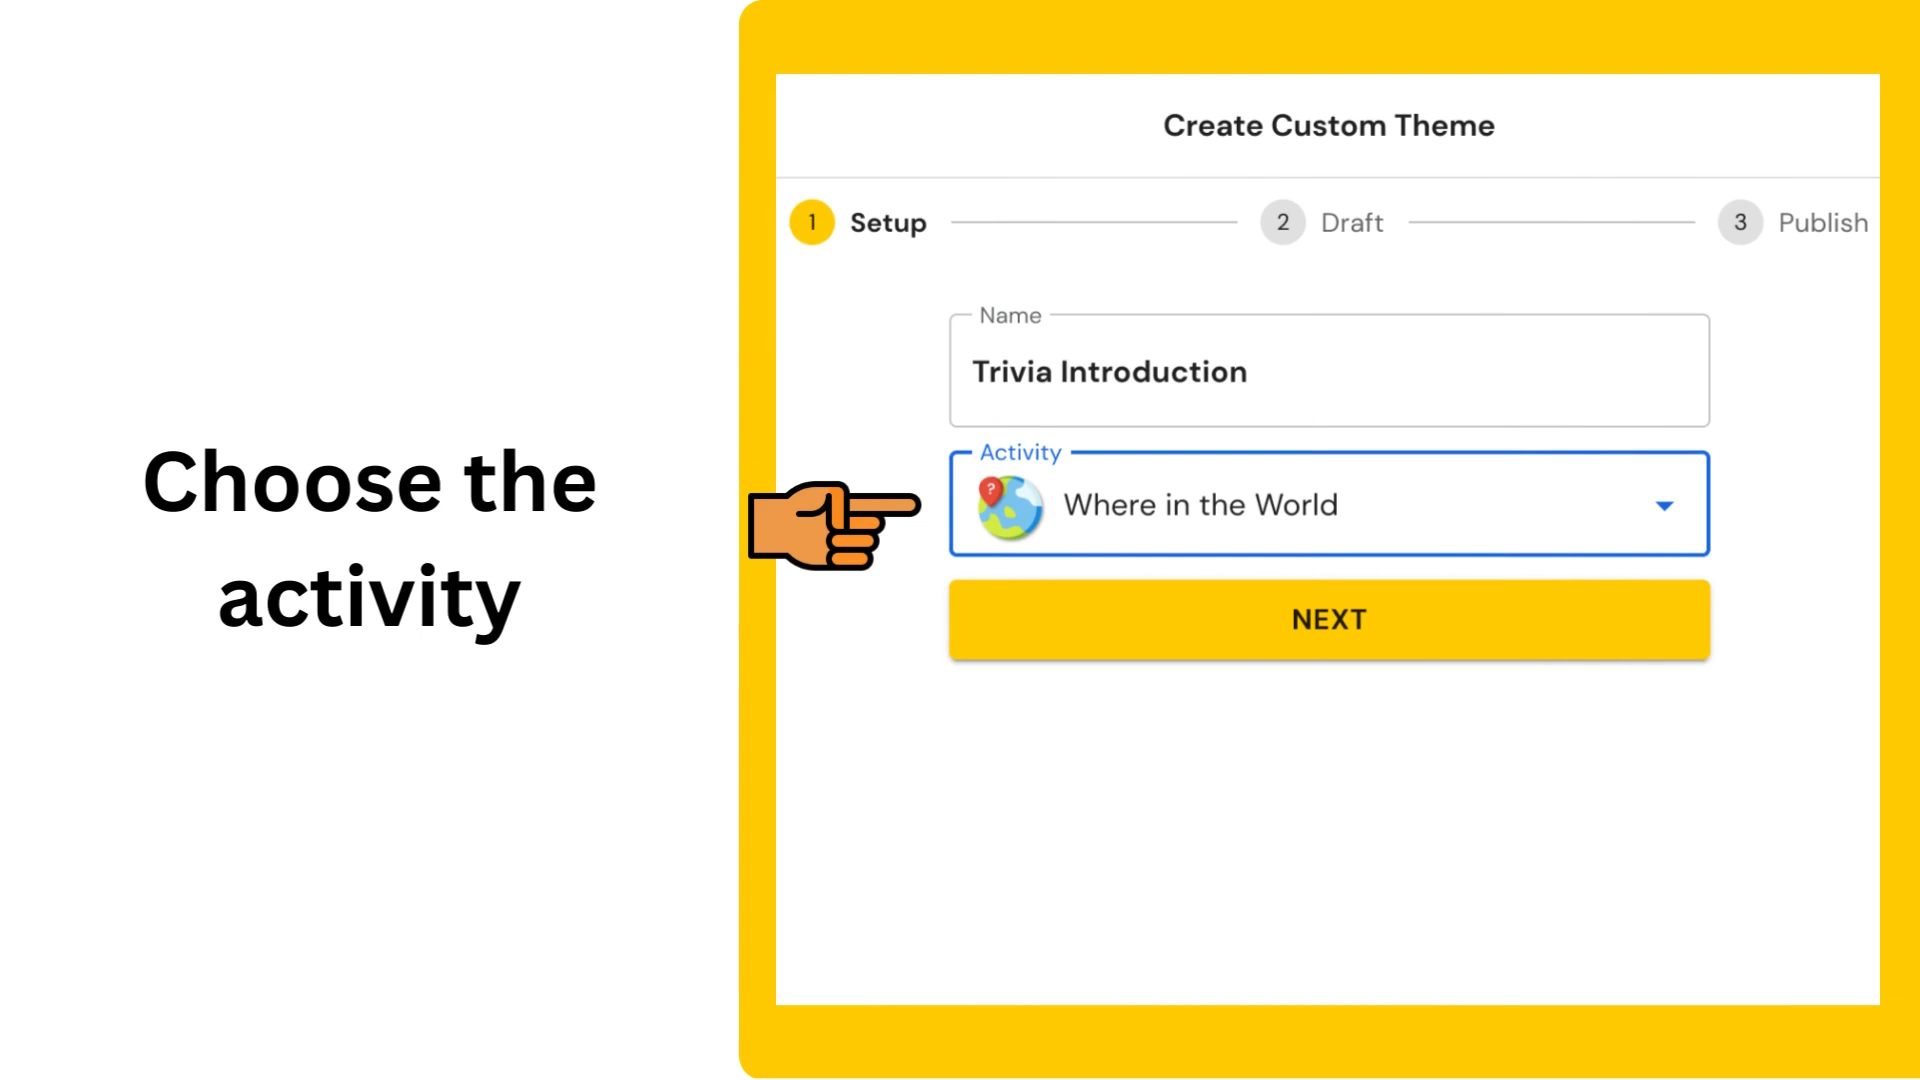 Choose the
activity
Create Custom Theme
1 Setup 2 Draft 3 Publish
Name
Trivia Introduction
Activity
? Where in the World
NEXT